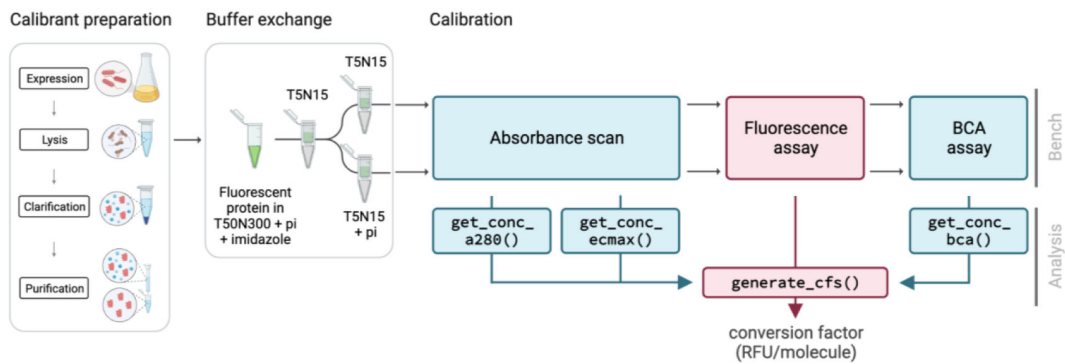 Calibrant preparation
Buffer exchange
Calibration
Expression
Lysis
Clarification
Purification
T5N15
T5N15
Fluorescent
protein in
T50N300 + pi
+ imidazole
T5N15
+ pi
Absorbance scan
Fluorescence
assay
BCA
assay
Bench
get_conc_
a280()
get_conc_
ecmax()
get_conc_
bca()
Analysis
generate_cfs()
conversion factor
(RFU/molecule)